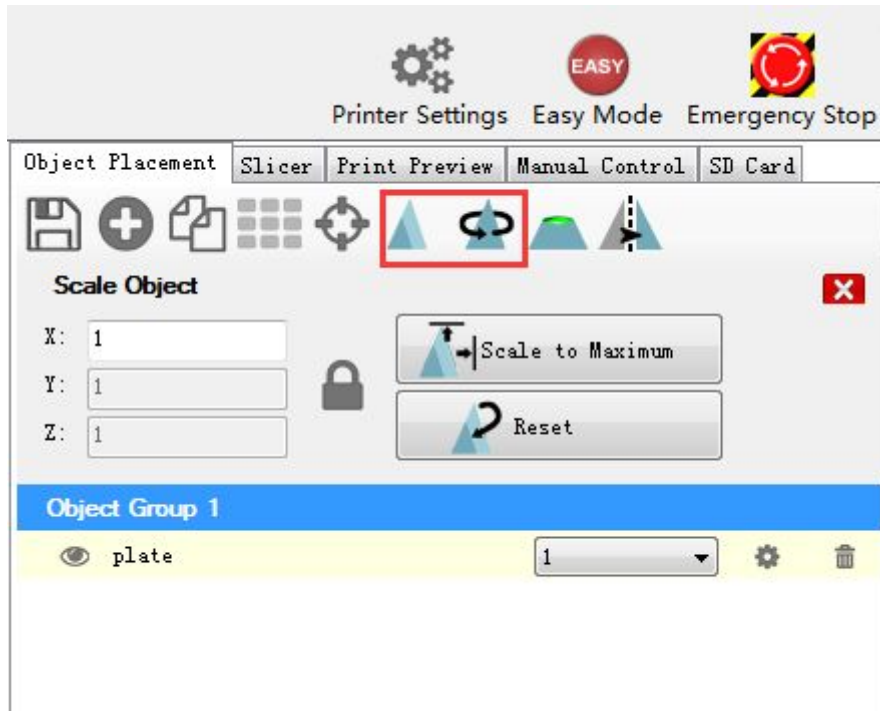 EASY
Printer Settings Easy Mode Emergency Stop
Object Placement Slicer Print Preview Manual Control SD Card
Scale Object
X: 1
Scale to Maximum
Y: 1
Z: 1
Reset
Object Group 1
plate 1